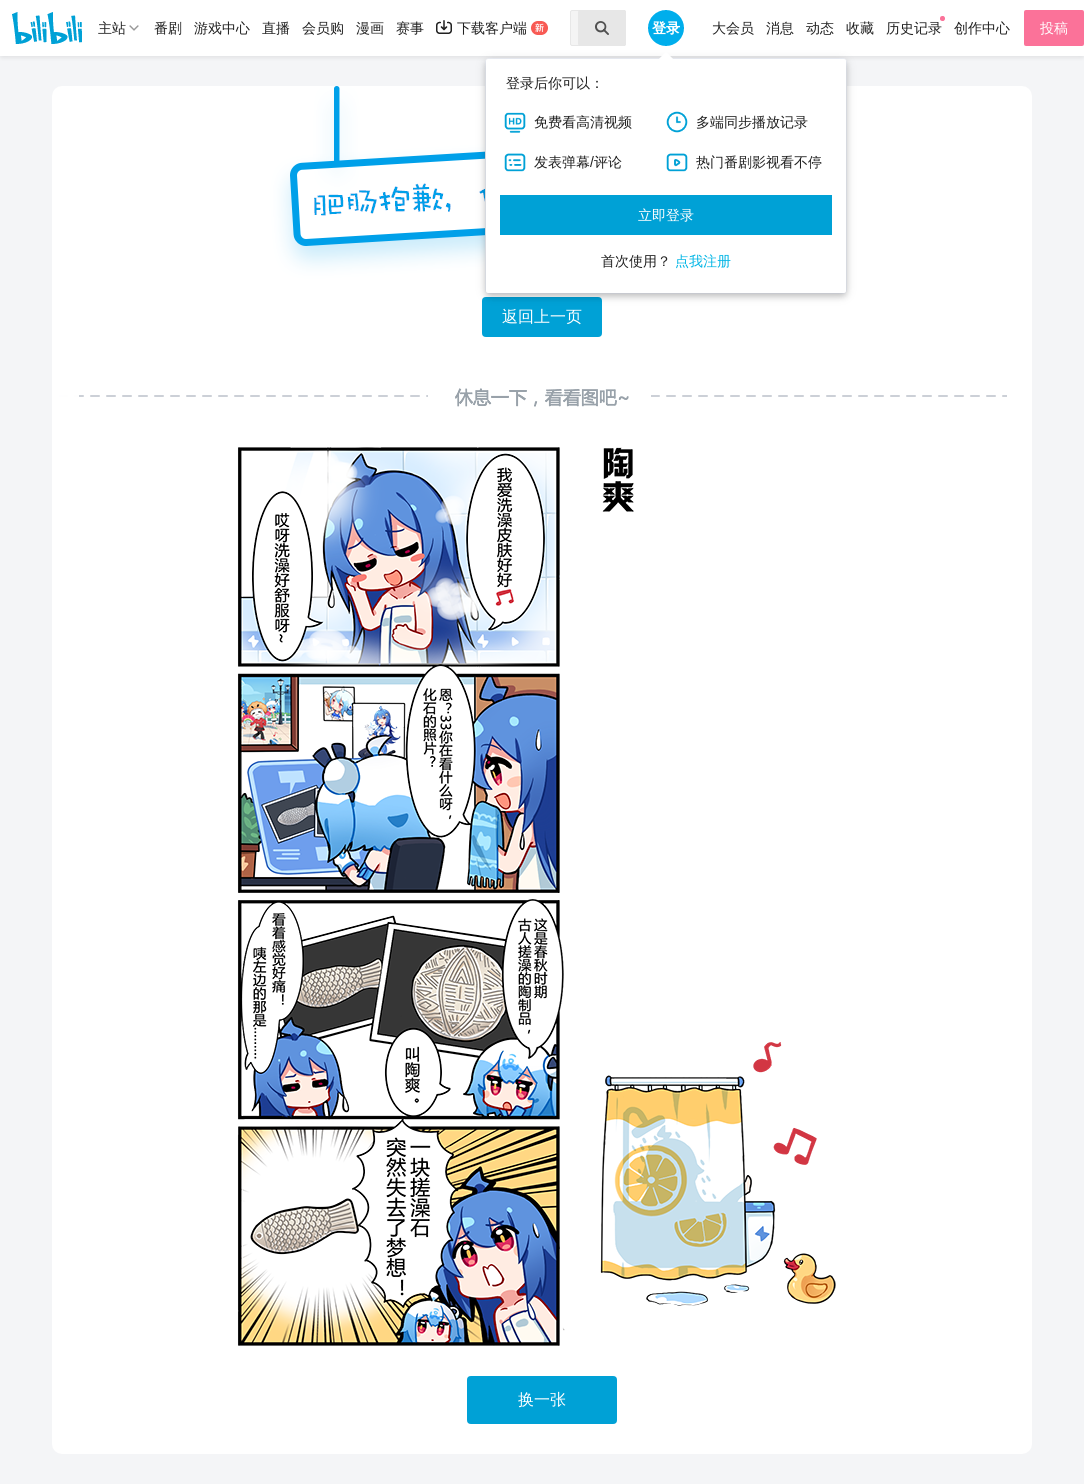 bilibili 主站 番剧 游戏中心 直播 会员购 漫画 赛事 下载客户端 新 登录 大会员 消息 动态 收藏 历史记录 创作中心 投稿
登录后你可以：
HD 免费看高清视频 多端同步播放记录
发表弹幕/评论 热门番剧影视看不停
立即登录
首次使用？ 点我注册
肥肠抱歉，
返回上一页
休息一下，看看图吧~
陶爽
我爱洗澡皮肤好好
哎呀洗澡好舒服呀~
恩？33你在看什么呀，
化石的照片？
看着感觉好痛！
咦左边的那是……
这是春秋时期
古人搓澡的陶制品，
叫陶爽。
一块搓澡石
突然失去了梦想！
换一张